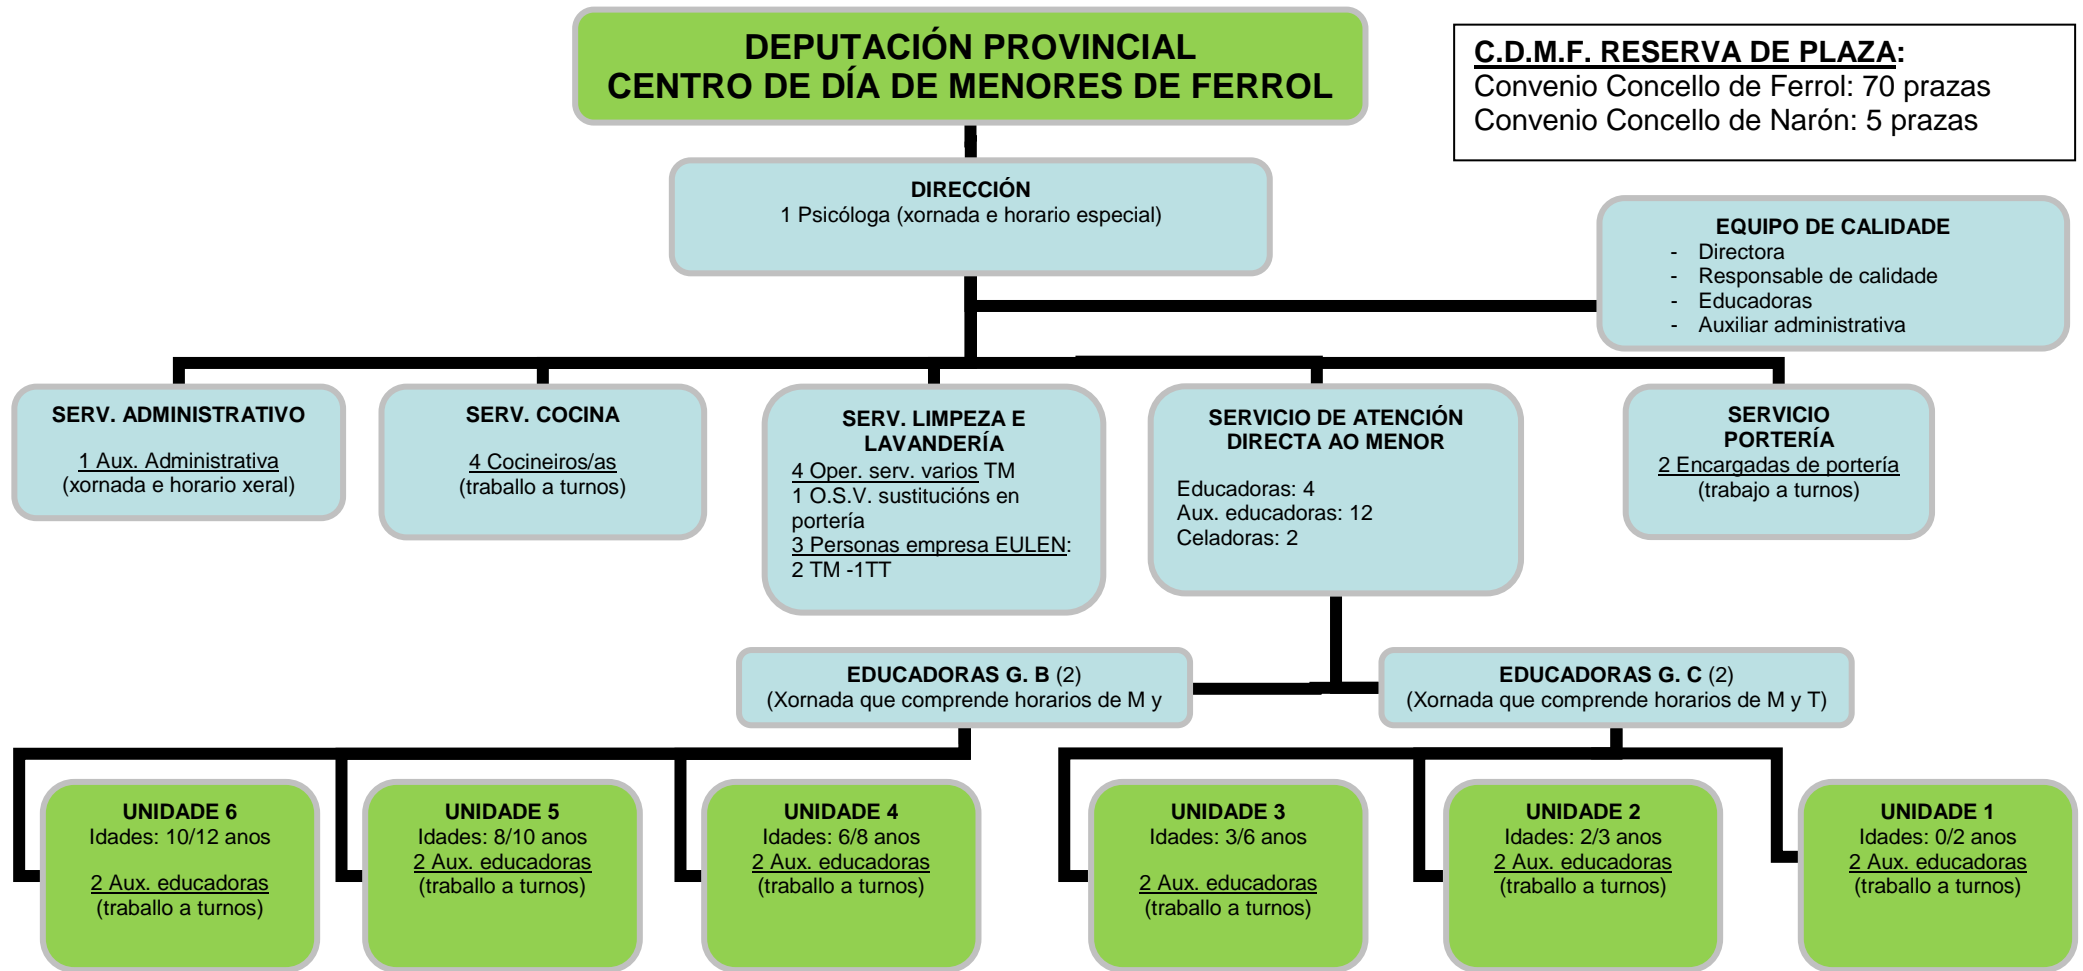 DEPUTACIÓN PROVINCIAL
CENTRO DE DÍA DE MENORES DE FERROL
C.D.M.F. RESERVA DE PLAZA:
Convenio Concello de Ferrol: 70 prazas
Convenio Concello de Narón: 5 prazas
DIRECCIÓN
1 Psicóloga (xornada e horario especial)
EQUIPO DE CALIDADE
- Directora
- Responsable de calidade
- Educadoras
- Auxiliar administrativa
SERV. ADMINISTRATIVO
1 Aux. Administrativa
(xornada e horario xeral)
SERV. COCINA
4 Cocineiros/as
(traballo a turnos)
SERV. LIMPEZA E
LAVANDERÍA
4 Oper. serv. varios TM
1 O.S.V. sustitucións en
portería
3 Personas empresa EULEN:
2 TM -1TT
SERVICIO DE ATENCIÓN
DIRECTA AO MENOR
Educadoras: 4
Aux. educadoras: 12
Celadoras: 2
SERVICIO
PORTERÍA
2 Encargadas de portería
(trabajo a turnos)
EDUCADORAS G. B (2)
(Xornada que comprende horarios de M y
EDUCADORAS G. C (2)
(Xornada que comprende horarios de M y T)
UNIDADE 6
Idades: 10/12 anos
2 Aux. educadoras
(traballo a turnos)
UNIDADE 5
Idades: 8/10 anos
2 Aux. educadoras
(traballo a turnos)
UNIDADE 4
Idades: 6/8 anos
2 Aux. educadoras
(traballo a turnos)
UNIDADE 3
Idades: 3/6 anos
2 Aux. educadoras
(traballo a turnos)
UNIDADE 2
Idades: 2/3 anos
2 Aux. educadoras
(traballo a turnos)
UNIDADE 1
Idades: 0/2 anos
2 Aux. educadoras
(traballo a turnos)